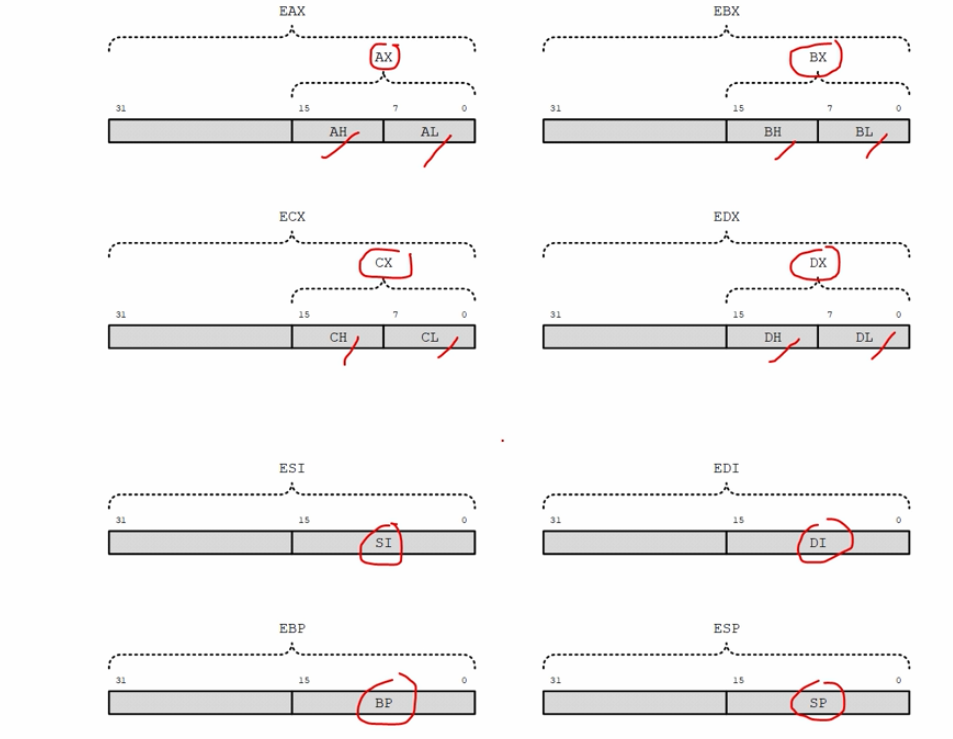 EAX EBX
AX BX
31 15 7 0 31 15 7 0
AH AL BH BL
ECX EDX
CX DX
31 15 7 0 31 15 7 0
CH CL DH DL
ESI EDI
31 15 0 31 15 0
SI DI
EBP ESP
31 15 0 31 15 0
BP SP